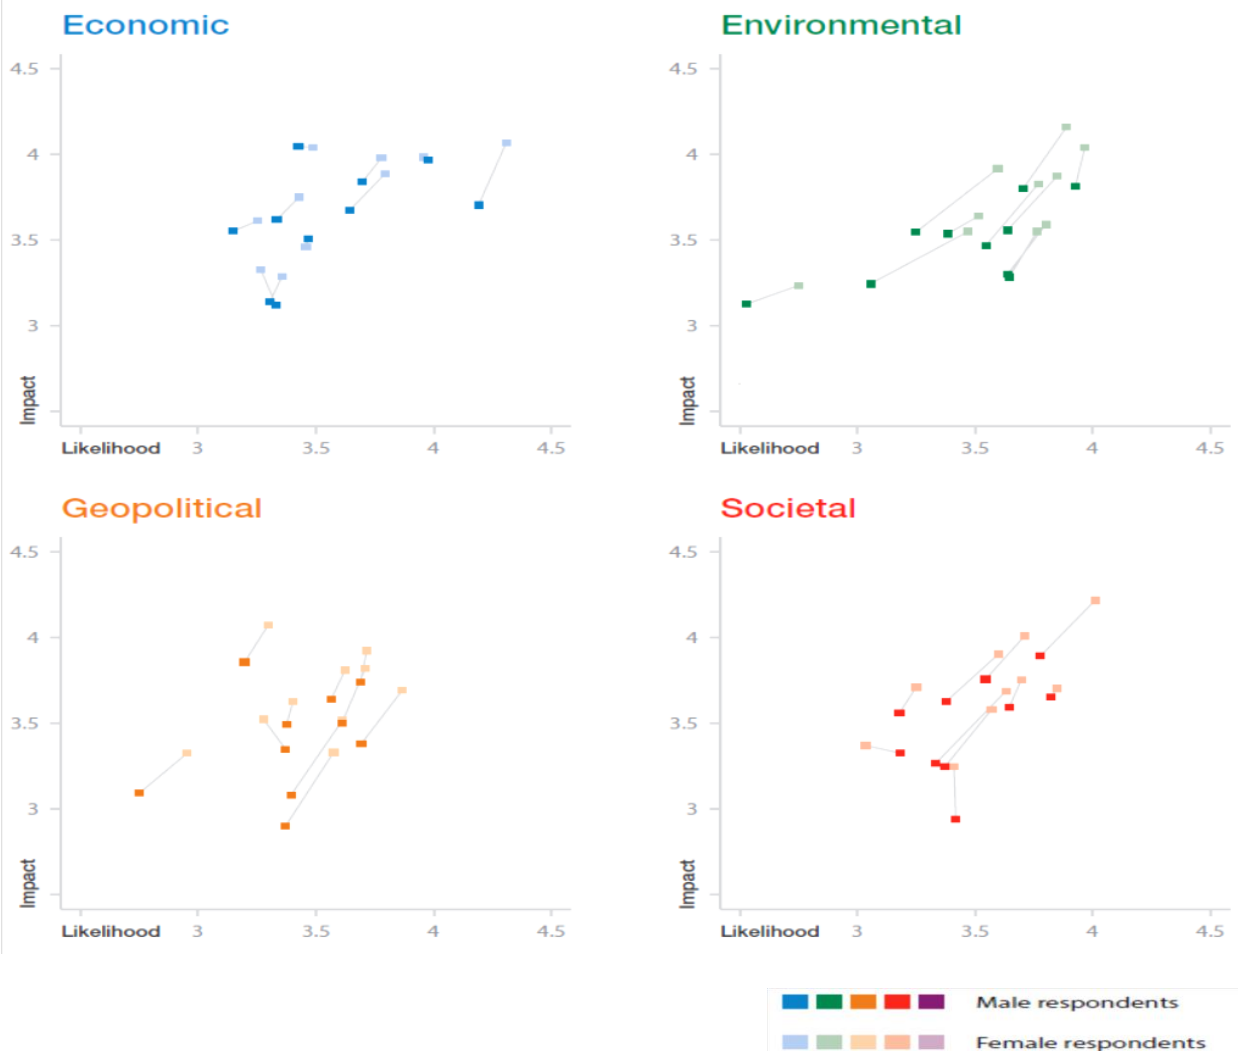 Economic
4.5
4
3.5
3
Impact
Likelihood 3 3.5 4 4.5
Environmental
4.5
4
3.5
3
Impact
Likelihood 3 3.5 4 4.5
Geopolitical
4.5
4
3.5
3
Impact
Likelihood 3 3.5 4 4.5
Societal
4.5
4
3.5
3
Impact
Likelihood 3 3.5 4 4.5
Male respondents
Female respondents